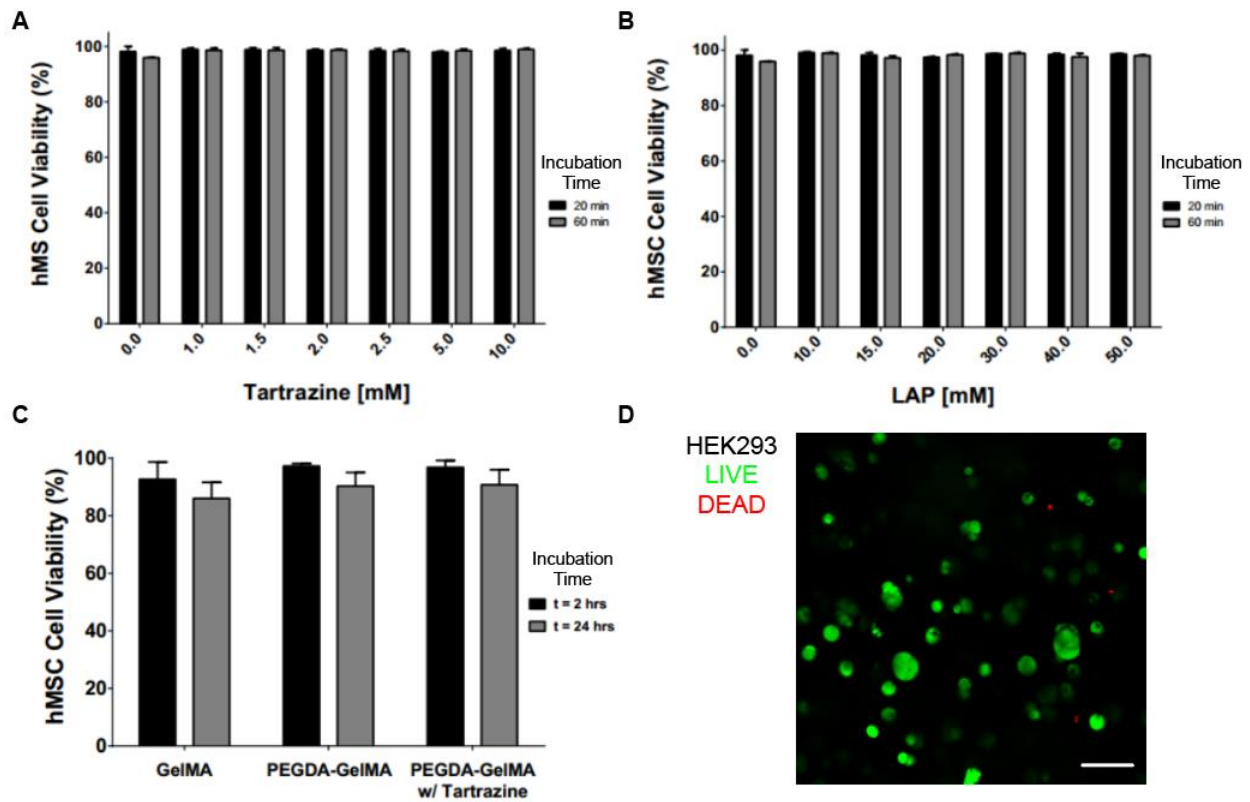 A
hMS Cell Viability (%)
100
80
60
40
20
0
0.0 1.0 1.5 2.0 2.5 5.0 10.0
Tartrazine [mM]
Incubation
Time
20 min
60 min
B
hMSC Cell Viability (%)
100
80
60
40
20
0
0.0 10.0 15.0 20.0 30.0 40.0 50.0
LAP [mM]
Incubation
Time
20 min
60 min
C
hMSC Cell Viability (%)
100
80
60
40
20
0
GelMA PEGDA-GelMA PEGDA-GelMA
w/ Tartrazine
Incubation
Time
t = 2 hrs
t = 24 hrs
D
HEK293
LIVE
DEAD